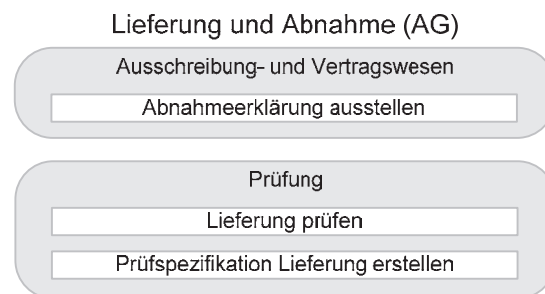 Lieferung und Abnahme (AG)
Ausschreibung- und Vertragswesen
Abnahmeerklärung ausstellen
Prüfung
Lieferung prüfen
Prüfspezifikation Lieferung erstellen